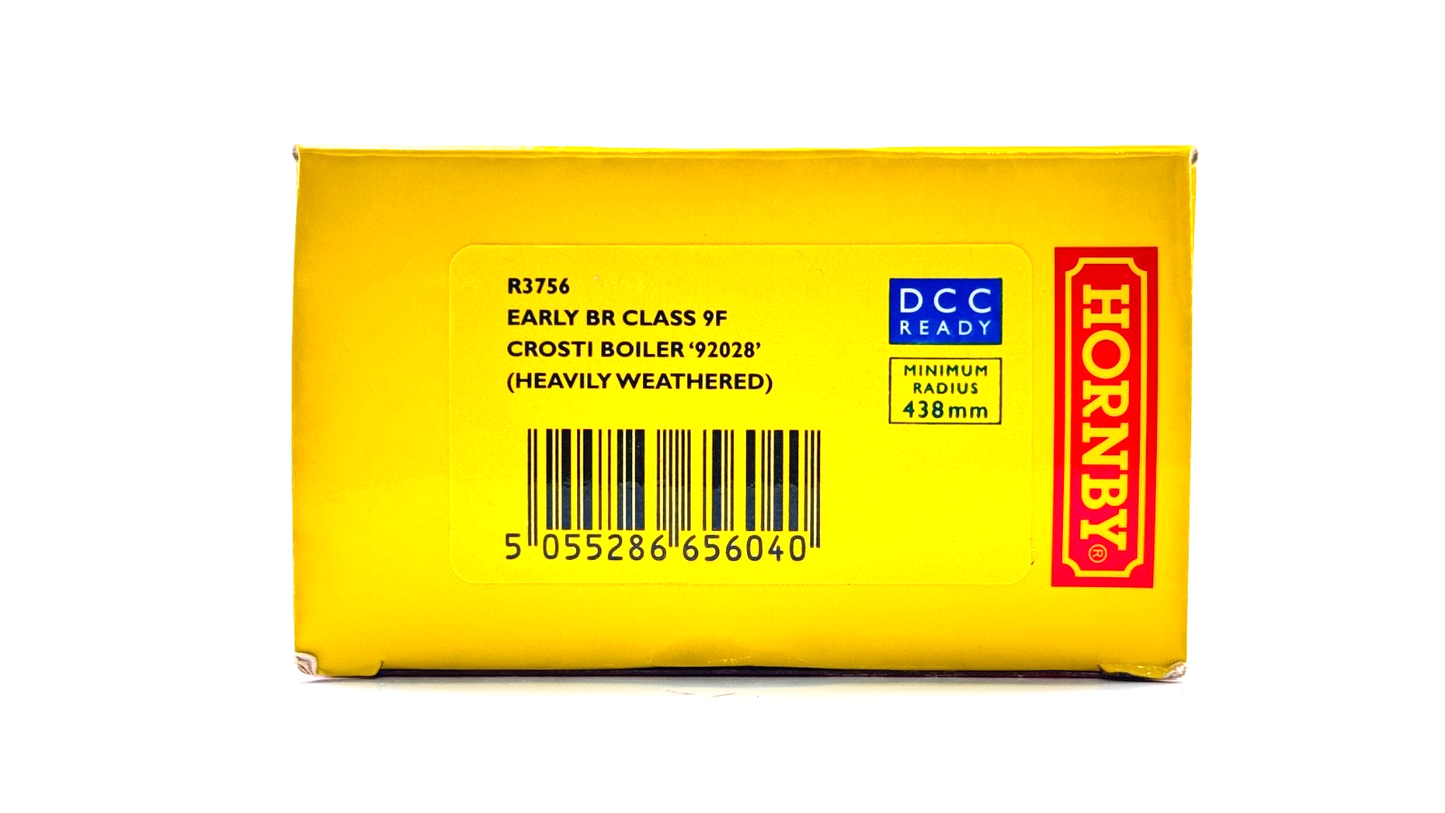 R3756
EARLY BR CLASS 9F
CROSTI BOILER ‘92028’
(HEAVILY WEATHERED)
5 055286 656040
DCC
READY
MINIMUM
RADIUS
438mm
HORNBY®